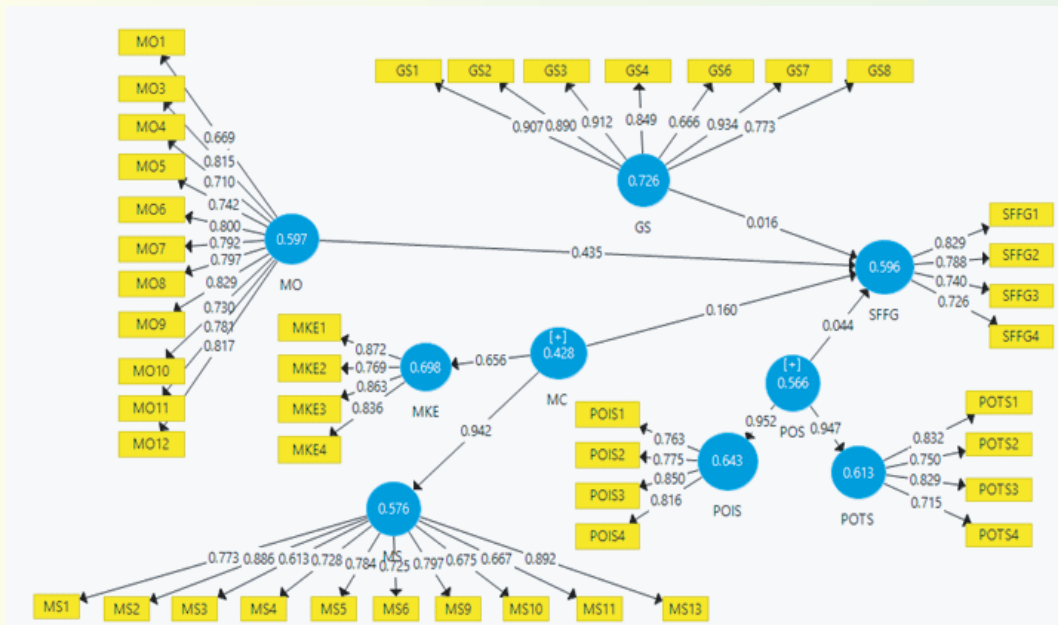 MO1
MO3
MO4
MO5
MO6
MO7
MO8
MO9
MO10
MO11
MO12
0.669
0.815
0.710
0.742
0.800
0.792
0.797
0.829
0.730
0.781
0.817
0.597
MO
GS1 GS2 GS3 GS4 GS6 GS7 GS8
0.907 0.890 0.912 0.849 0.666 0.934 0.773
0.726
GS
0.016
0.435
0.160
0.044
0.596
SFFG
0.829
0.788
0.740
0.726
SFFG1
SFFG2
SFFG3
SFFG4
MKE1
MKE2
MKE3
MKE4
0.872
0.769
0.863
0.836
0.698
MKE
0.656
[+]
0.428
MC
0.942
[+]
0.566
POS
0.952
0.947
POIS1
POIS2
POIS3
POIS4
0.763
0.775
0.850
0.816
0.643
POIS
0.613
POTS
0.832
0.750
0.829
0.715
POTS1
POTS2
POTS3
POTS4
0.576
MS
0.773 0.886 0.613 0.728 0.784 0.725 0.797 0.675 0.667 0.892
MS1 MS2 MS3 MS4 MS5 MS6 MS9 MS10 MS11 MS13